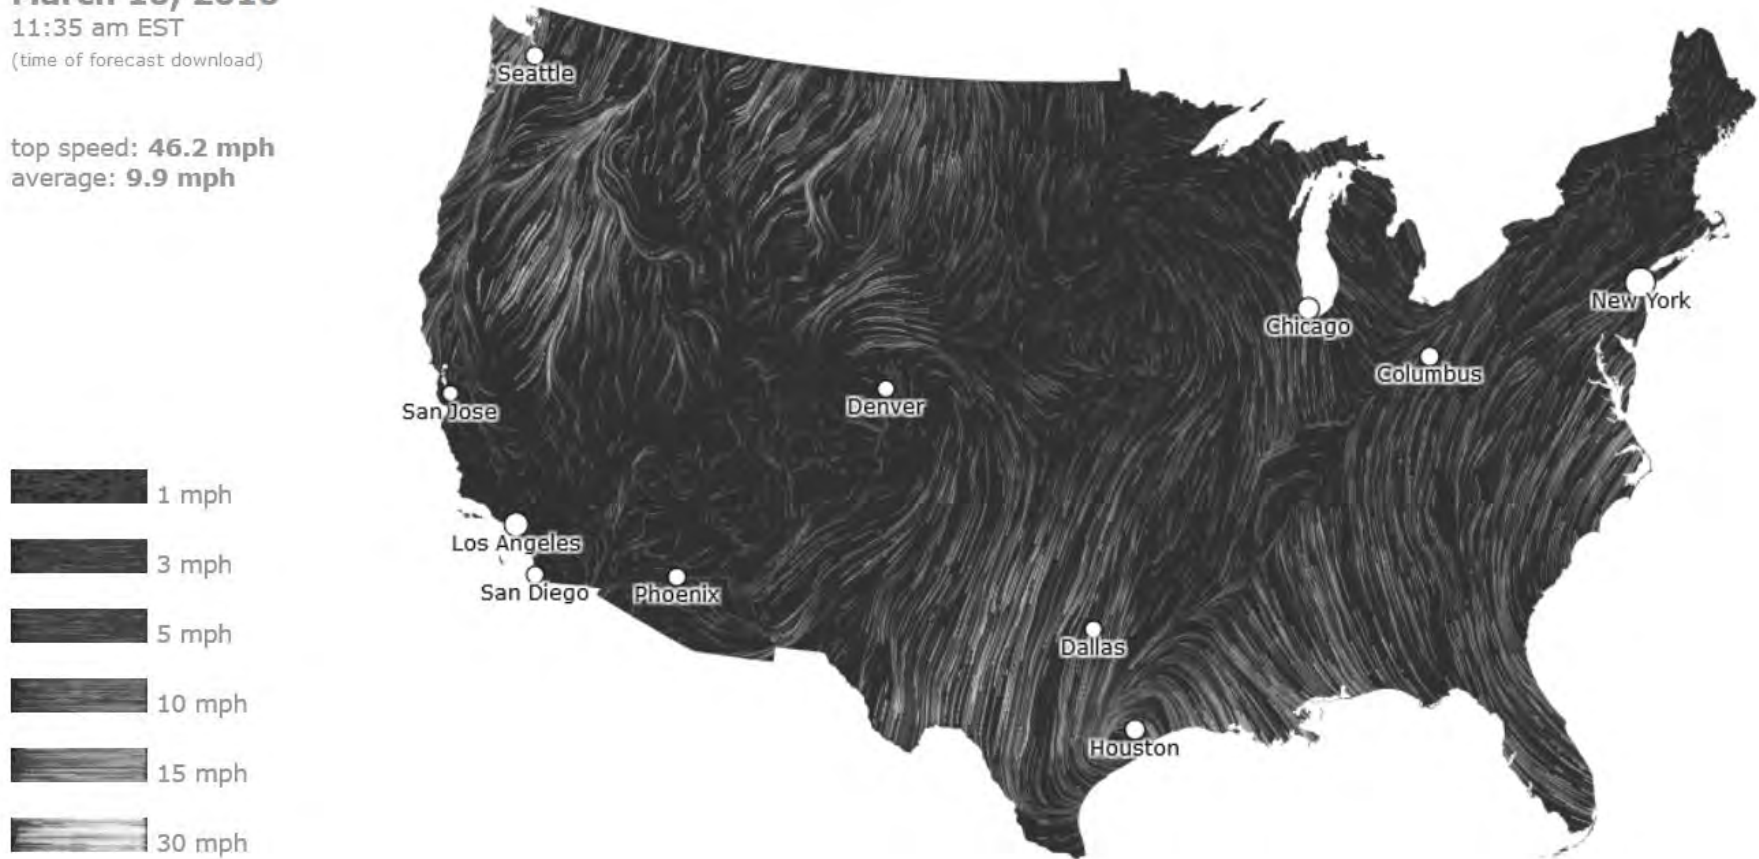 11:35 am EST
(time of forecast download)
top speed: 46.2 mph
average: 9.9 mph
1 mph
3 mph
5 mph
10 mph
15 mph
30 mph
Seattle
New York
Chicago
Columbus
Denver
San Jose
Los Angeles
San Diego
Phoenix
Dallas
Houston